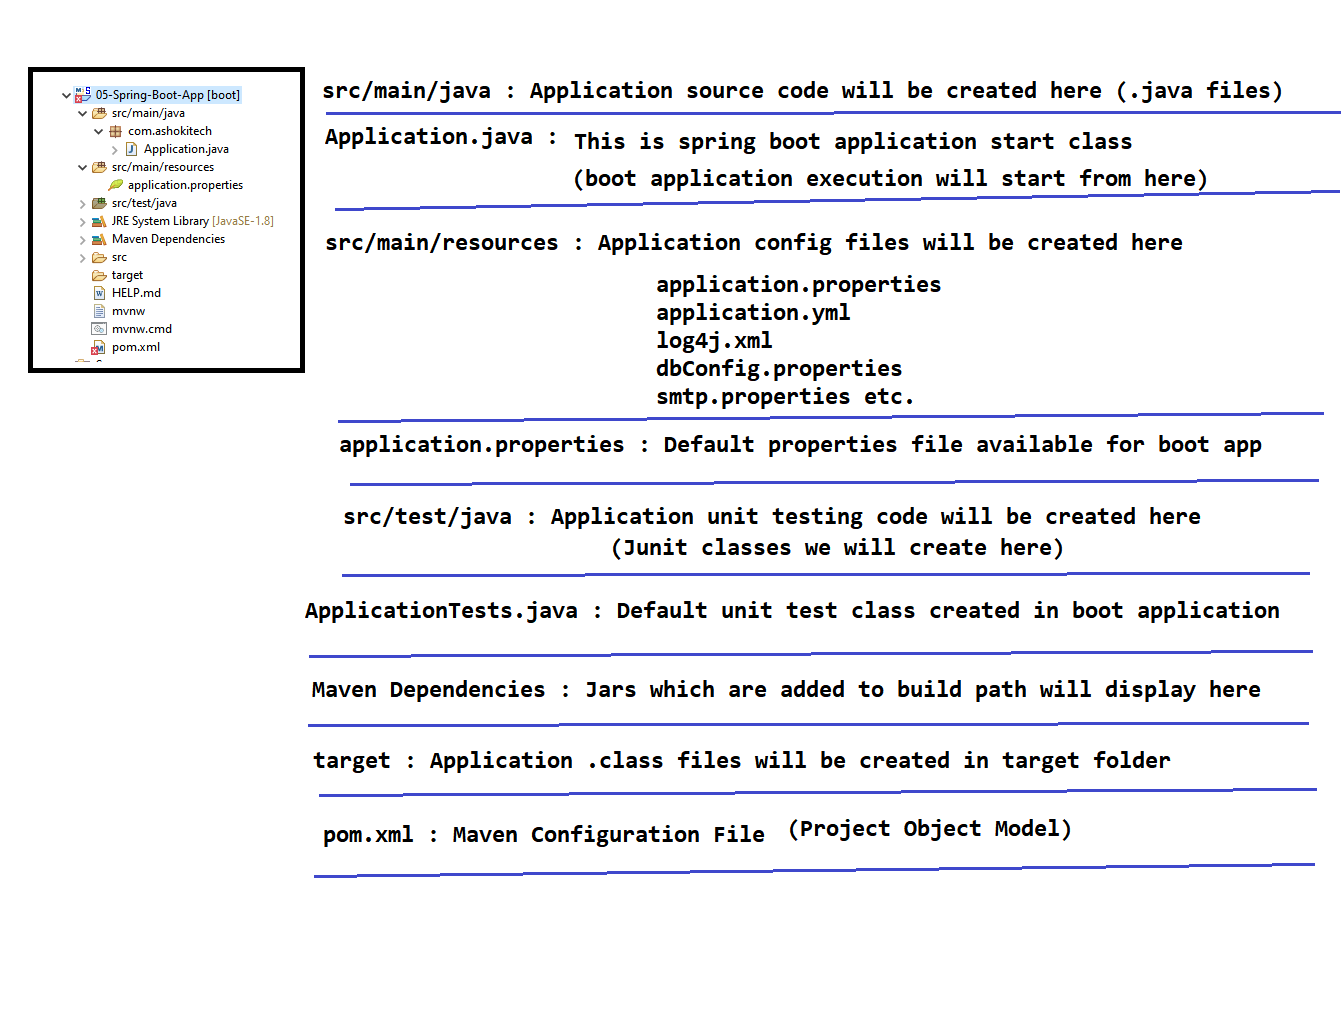 05-Spring-Boot-App [boot]
src/main/java
com.ashokitech
Application.java
src/main/resources
application.properties
src/test/java
JRE System Library [JavaSE-1.8]
Maven Dependencies
src
target
HELP.md
mvnw
mvnw.cmd
pom.xml
src/main/java : Application source code will be created here (.java files)
Application.java : This is spring boot application start class
(boot application execution will start from here)
src/main/resources : Application config files will be created here
application.properties
application.yml
log4j.xml
dbConfig.properties
smtp.properties etc.
application.properties : Default properties file available for boot app
src/test/java : Application unit testing code will be created here
(Junit classes we will create here)
ApplicationTests.java : Default unit test class created in boot application
Maven Dependencies : Jars which are added to build path will display here
target : Application .class files will be created in target folder
pom.xml : Maven Configuration File (Project Object Model)